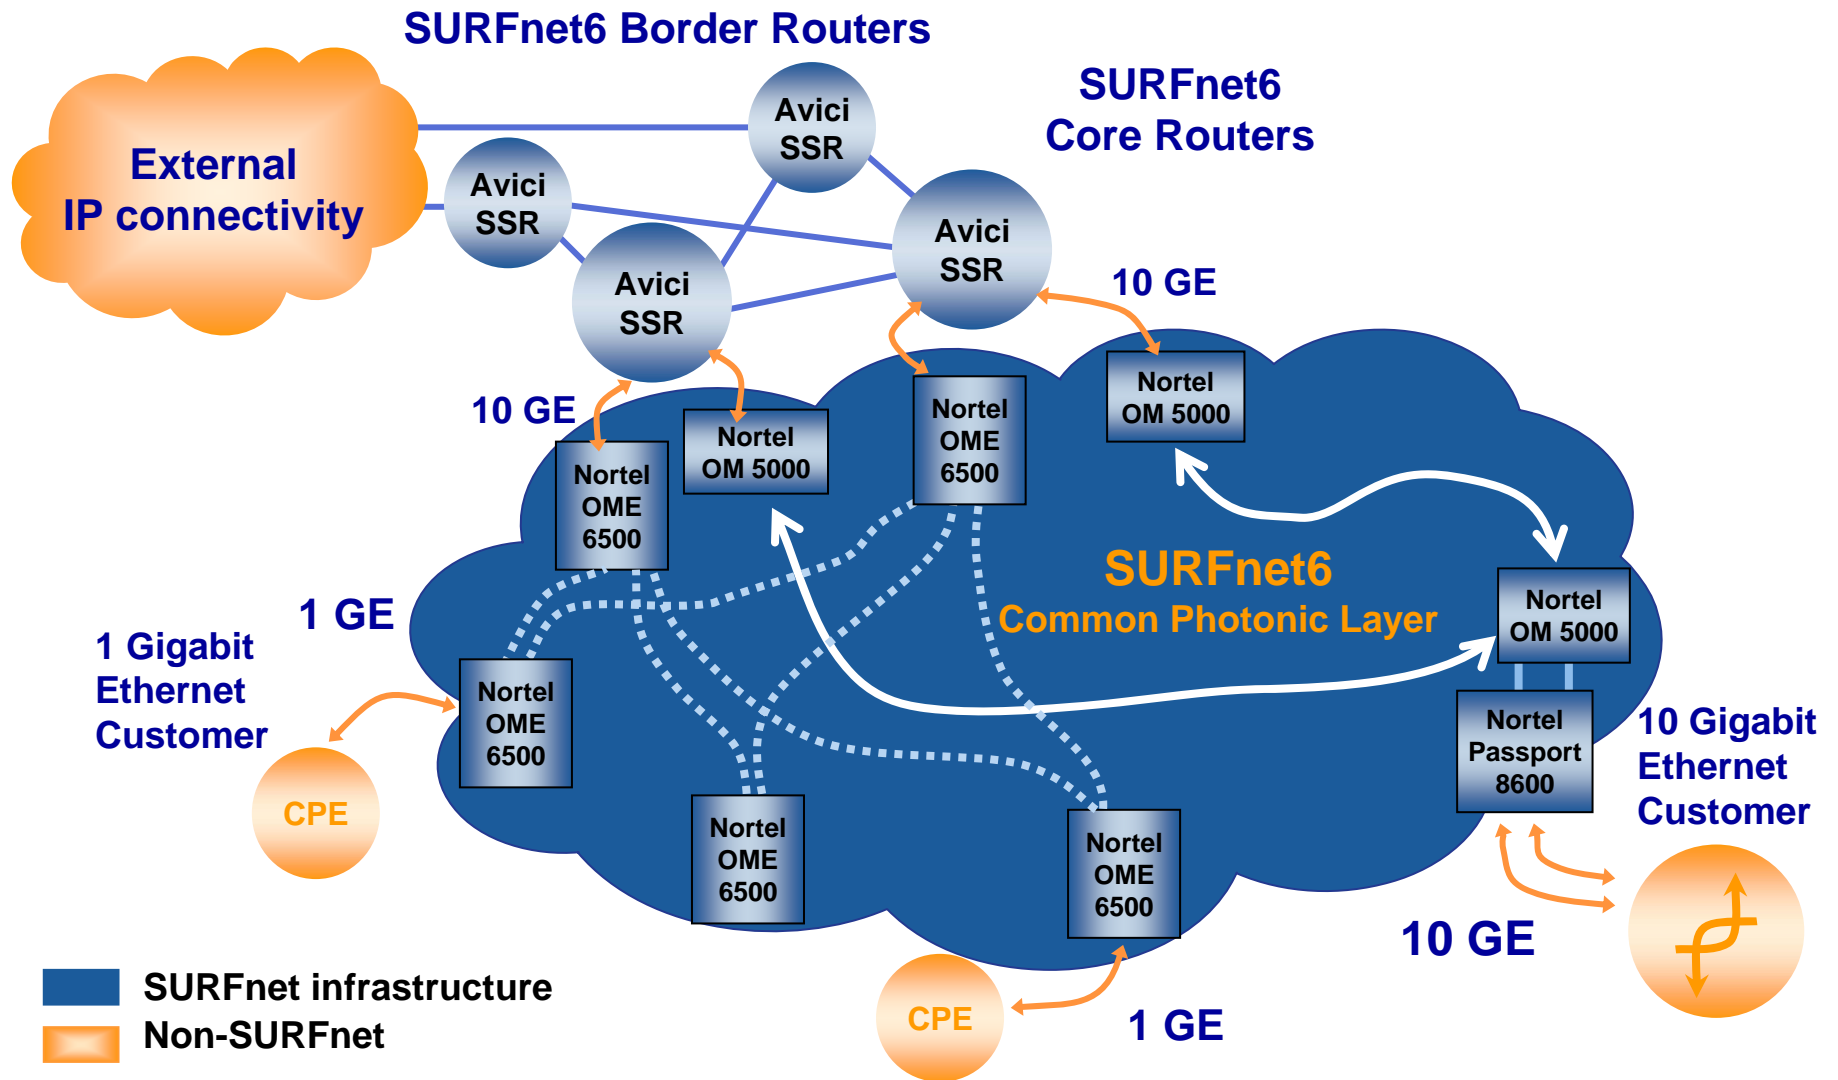 SURFnet6 Border Routers
SURFnet6
Core Routers
External
IP connectivity
Avici
SSR
Avici
SSR
Avici
SSR
Avici
SSR
10 GE
10 GE
Nortel
OM 5000
Nortel
OME
6500
Nortel
OM 5000
Nortel
OME
6500
SURFnet6
Common Photonic Layer
Nortel
OM 5000
1 GE
1 Gigabit
Ethernet
Customer
Nortel
OME
6500
CPE
Nortel
OME
6500
Nortel
OME
6500
Nortel
Passport
8600
10 Gigabit
Ethernet
Customer
10 GE
CPE
1 GE
SURFnet infrastructure
Non-SURFnet